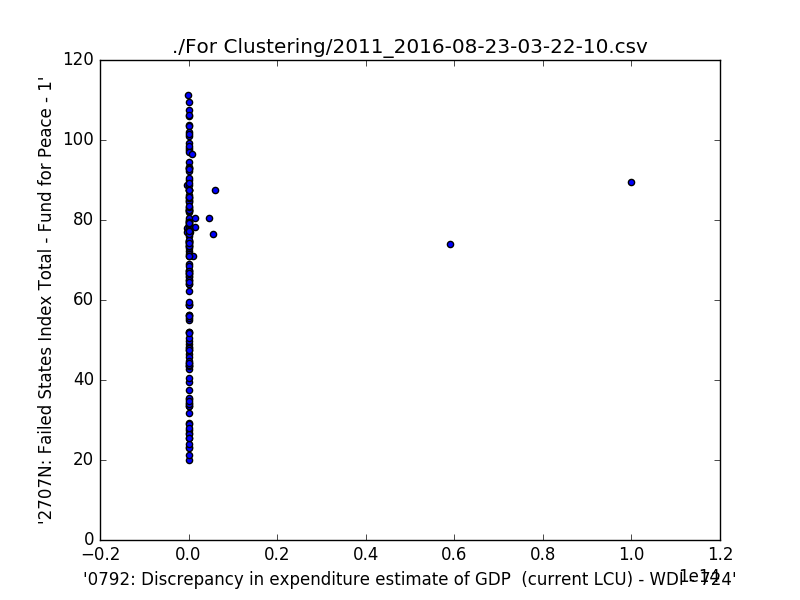 ./For Clustering/2011_2016-08-23-03-22-10.csv
'2707N: Failed States Index Total - Fund for Peace - 1'
120
100
80
60
40
20
0
−0.2 0.0 0.2 0.4 0.6 0.8 1.0 1.2
1e14
'0792: Discrepancy in expenditure estimate of GDP (current LCU) - WDI - 724'